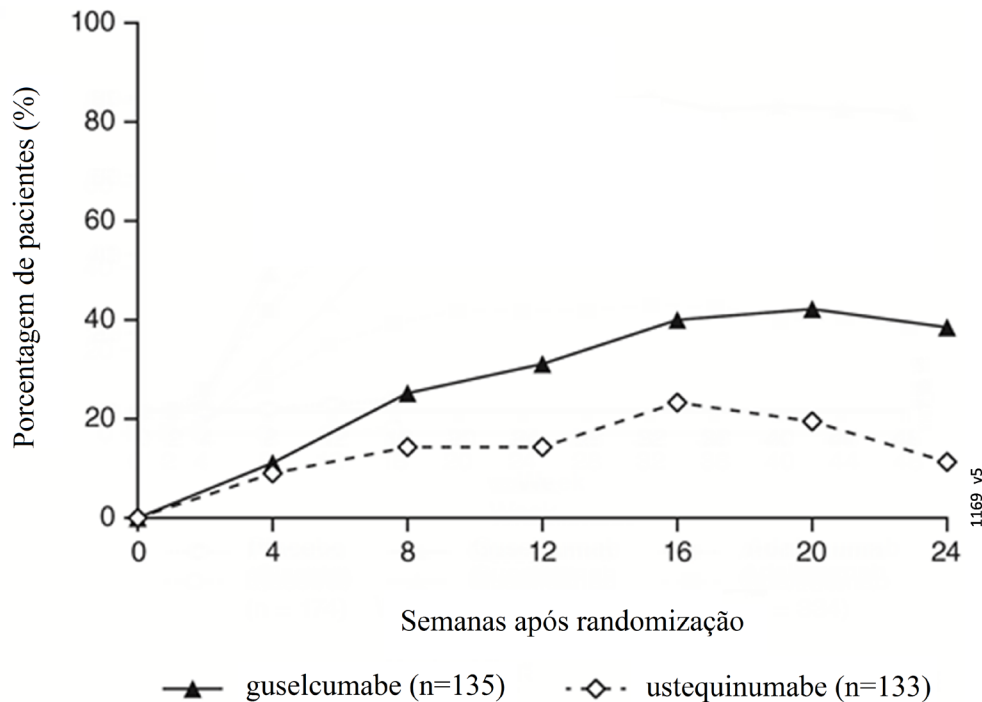 Porcentagem de pacientes (%)
100
80
60
40
20
0
0 4 8 12 16 20 24
1169 v5
Semanas após randomização
guselcumabe (n=135) ustequinumabe (n=133)